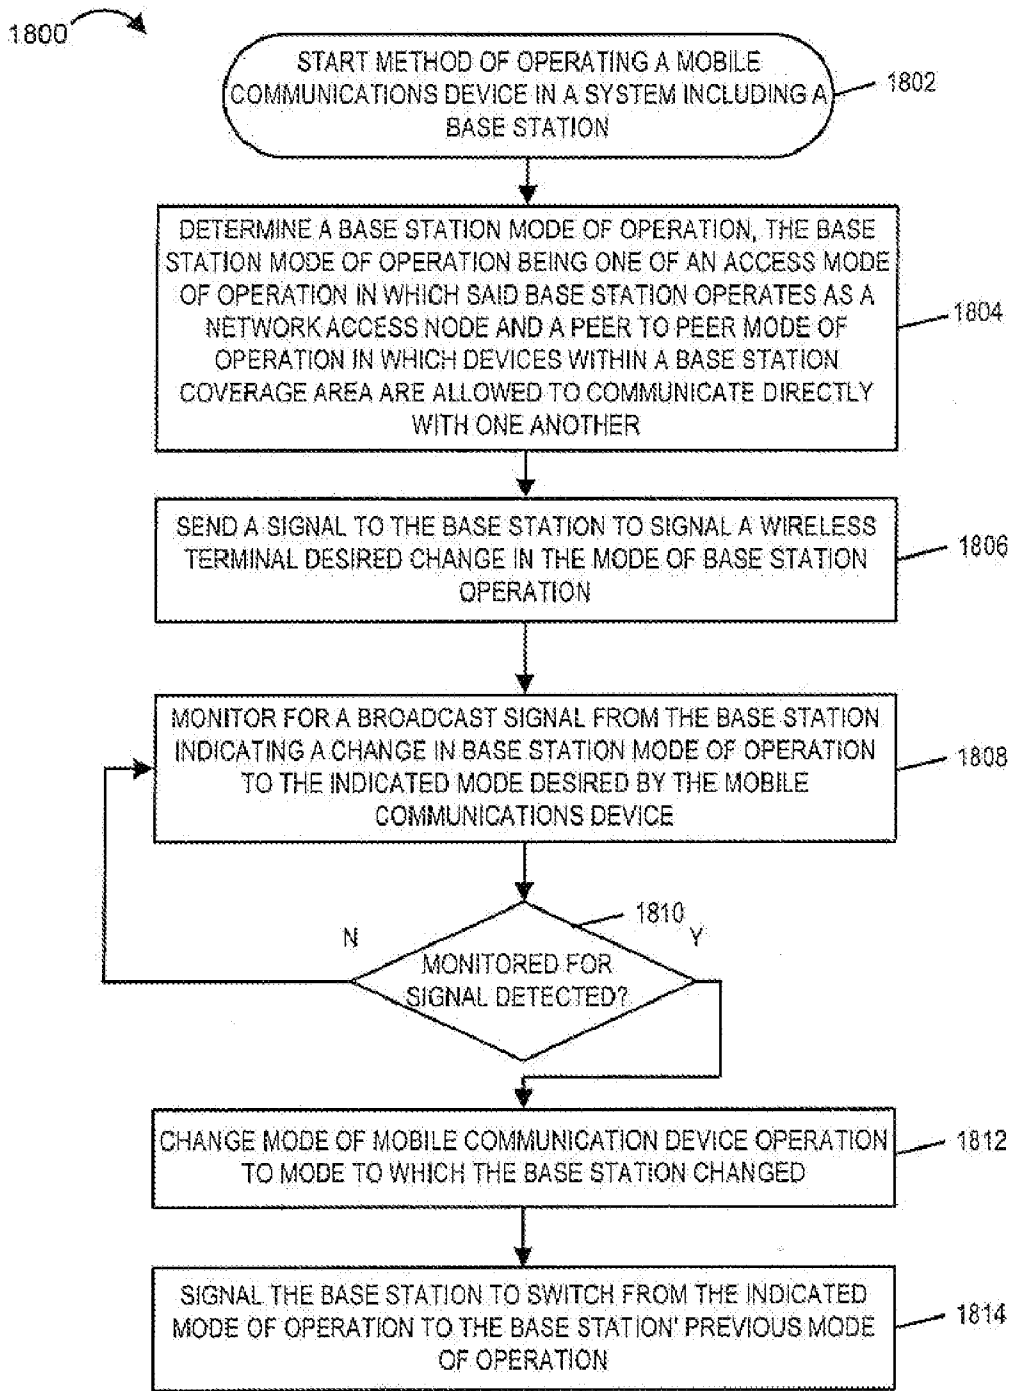 1800
START METHOD OF OPERATING A MOBILE
COMMUNICATIONS DEVICE IN A SYSTEM INCLUDING A
BASE STATION
1802
DETERMINE A BASE STATION MODE OF OPERATION, THE BASE
STATION MODE OF OPERATION BEING ONE OF AN ACCESS MODE
OF OPERATION IN WHICH SAID BASE STATION OPERATES AS A
NETWORK ACCESS NODE AND A PEER TO PEER MODE OF
OPERATION IN WHICH DEVICES WITHIN A BASE STATION
COVERAGE AREA ARE ALLOWED TO COMMUNICATE DIRECTLY
WITH ONE ANOTHER
1804
SEND A SIGNAL TO THE BASE STATION TO SIGNAL A WIRELESS
TERMINAL DESIRED CHANGE IN THE MODE OF BASE STATION
OPERATION
1806
MONITOR FOR A BROADCAST SIGNAL FROM THE BASE STATION
INDICATING A CHANGE IN BASE STATION MODE OF OPERATION
TO THE INDICATED MODE DESIRED BY THE MOBILE
COMMUNICATIONS DEVICE
1808
1810
N
Y
MONITORED FOR
SIGNAL DETECTED?
CHANGE MODE OF MOBILE COMMUNICATION DEVICE OPERATION
TO MODE TO WHICH THE BASE STATION CHANGED
1812
SIGNAL THE BASE STATION TO SWITCH FROM THE INDICATED
MODE OF OPERATION TO THE BASE STATION' PREVIOUS MODE
OF OPERATION
1814